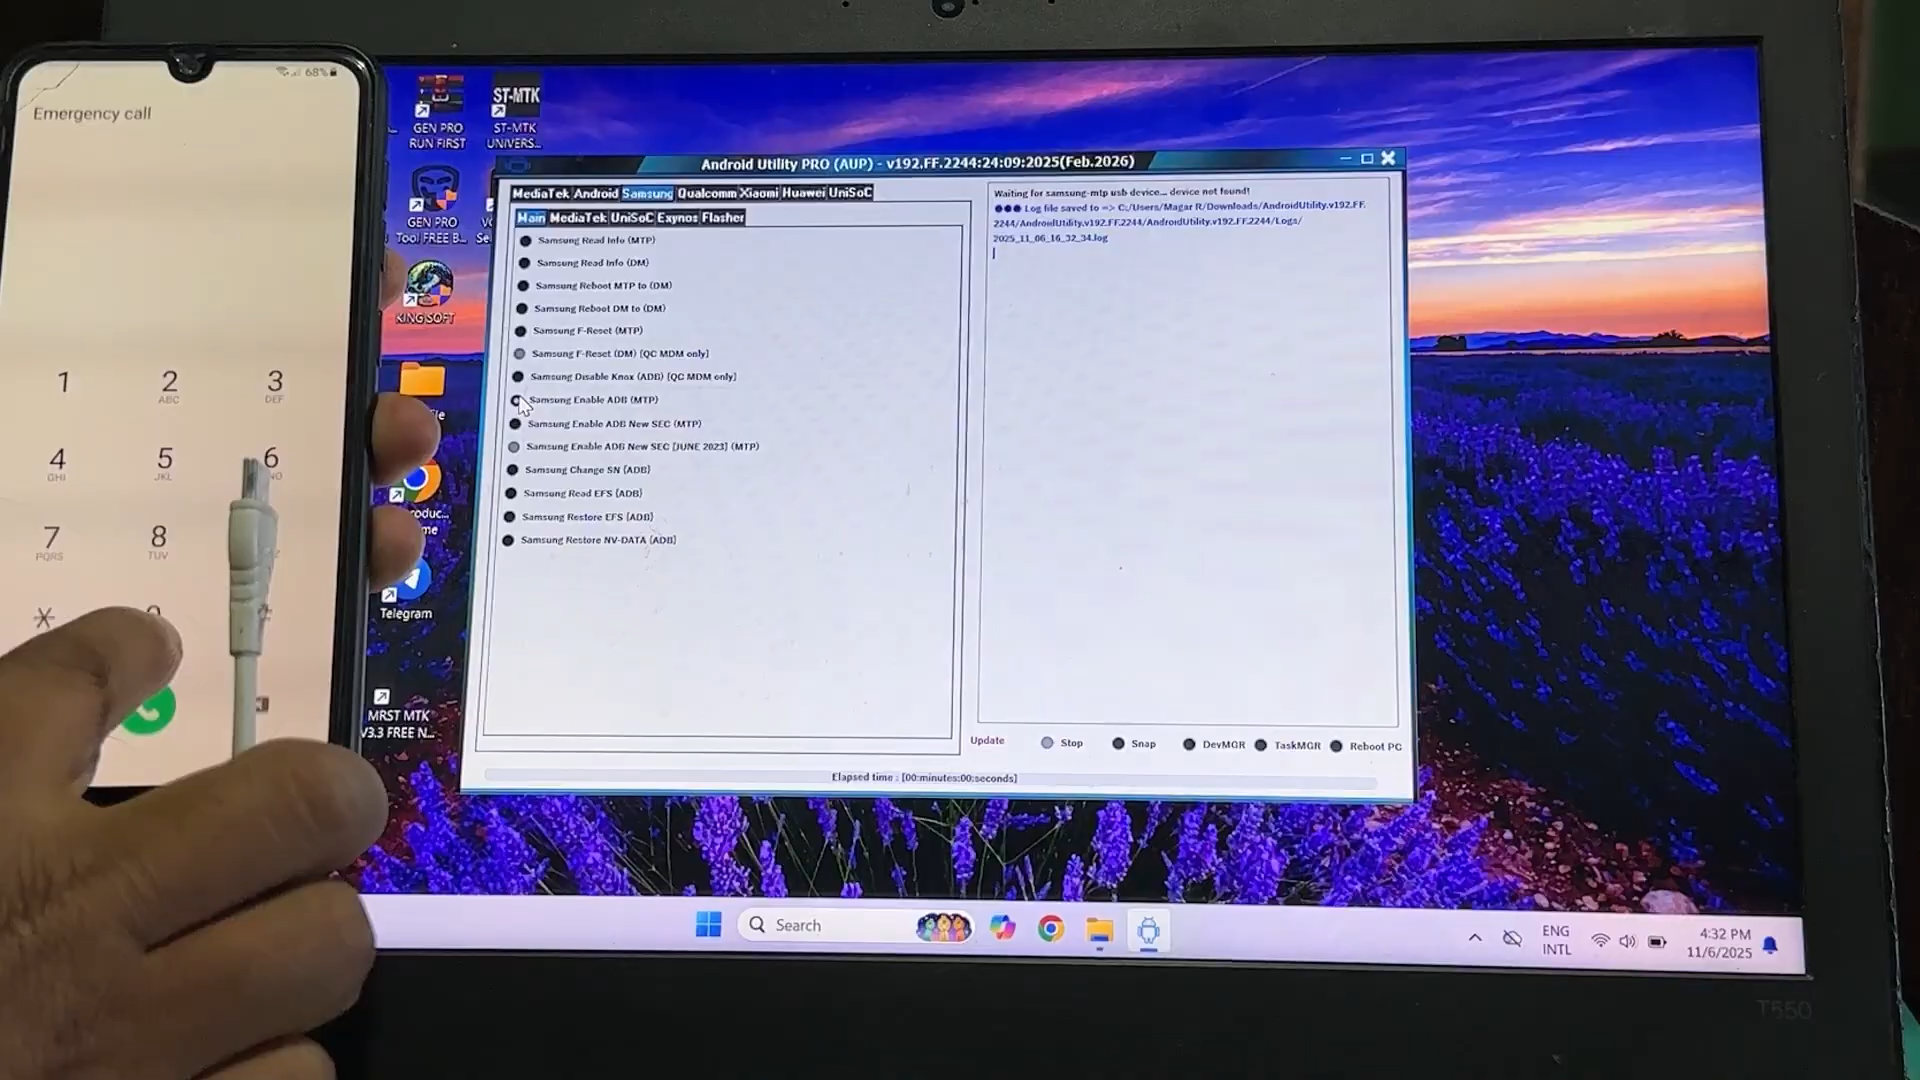 68%
Emergency call
1
2
ABC
3
DEF
4
GHI
5
JKL
6
7
PQRS
8
TUV
*
GEN PRO
RUN FIRST
ST-MTK
ST-MTK
UNIVERS...
GEN PRO
Tool FREE B...
KING SOFT
Telegram
MRST MTK
V3.3 FREE N...
Android Utility PRO (AUP) - v192.FF.2244:24:09:2025(Feb.2026)
MediaTek Android Samsung Qualcomm Xiaomi Huawei UniSoC
Main MediaTek UniSoC Exynos Flasher
Samsung Read Info (MTP)
Samsung Read Info (DM)
Samsung Reboot MTP to (DM)
Samsung Reboot DM to (DM)
Samsung F-Reset (MTP)
Samsung F-Reset (DM) [QC MDM only]
Samsung Disable Knox (ADB) [QC MDM only]
Samsung Enable ADB (MTP)
Samsung Enable ADB New SEC (MTP)
Samsung Enable ADB New SEC [JUNE 2023] (MTP)
Samsung Change SN [ADB]
Samsung Read EFS [ADB]
Samsung Restore EFS [ADB]
Samsung Restore NV-DATA [ADB]
Waiting for samsung-mtp usb device... device not found!
Log file saved to => C:/Users/Magar R/Downloads/AndroidUtility.v192.FF.
2244/AndroidUtility.v192.FF.2244/AndroidUtility.v192.FF.2244/Logs/
2025_11_06_16_32_34.log
Update
Stop
Snap
DevMGR
TaskMGR
Reboot PC
Elapsed time : [00:minutes:00:seconds]
Search
ENG
INTL
4:32 PM
11/6/2025
T550